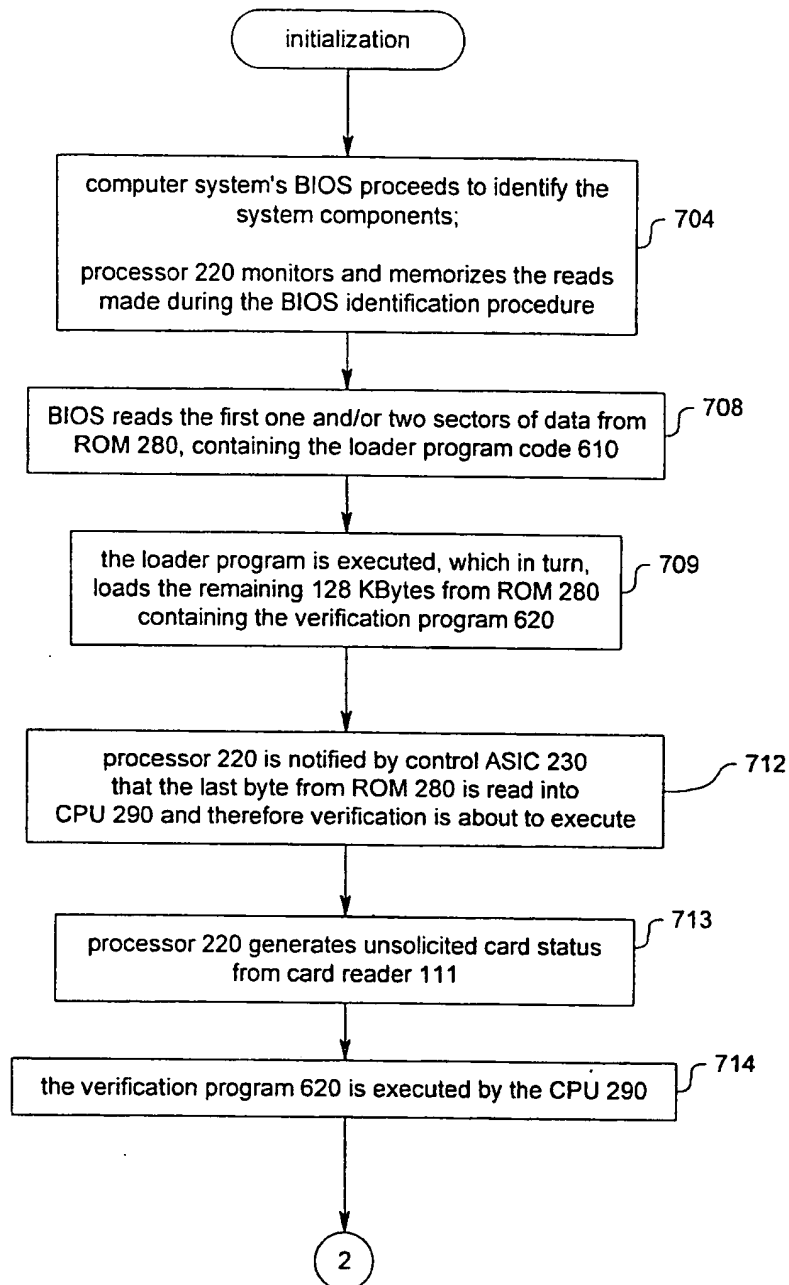 initialization
computer system's BIOS proceeds to identify the
system components;
704
processor 220 monitors and memorizes the reads
made during the BIOS identification procedure
BIOS reads the first one and/or two sectors of data from
708
ROM 280, containing the loader program code 610
the loader program is executed, which in turn,
709
loads the remaining 128 KBytes from ROM 280
containing the verification program 620
processor 220 is notified by control ASIC 230
712
that the last byte from ROM 280 is read into
CPU 290 and therefore verification is about to execute
713
processor 220 generates unsolicited card status
from card reader 111
714
the verification program 620 is executed by the CPU 290
2